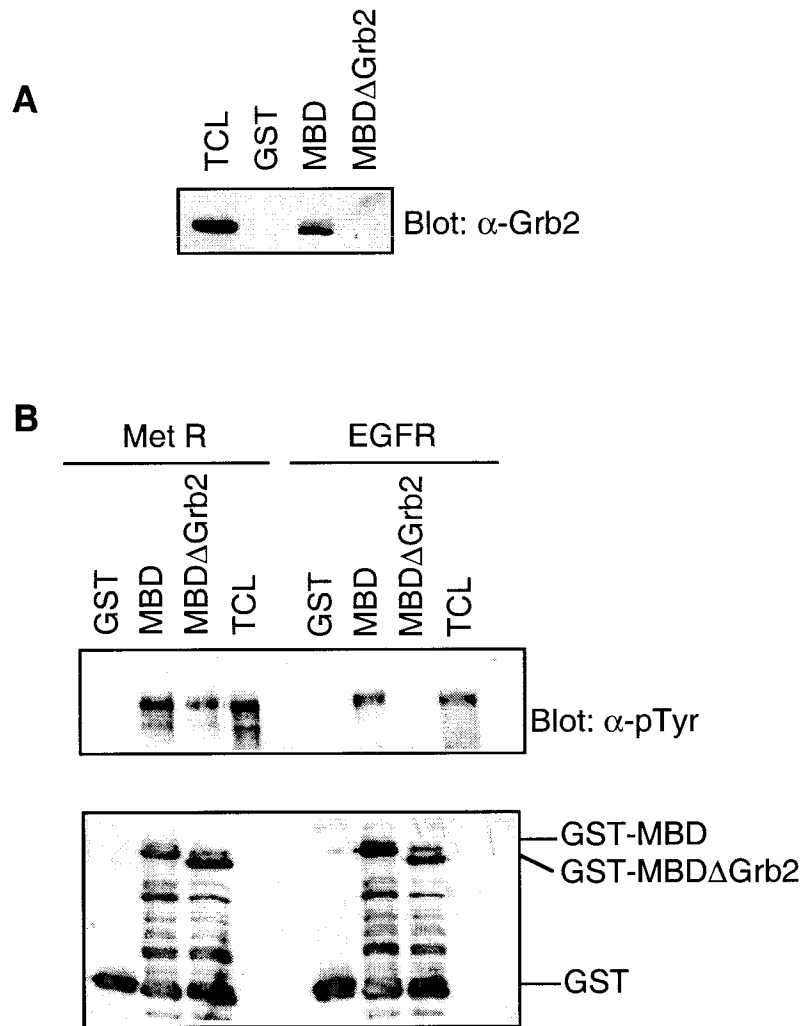 A
TCL
GST
MBD
MBDΔGrb2
Blot: α-Grb2
B
Met R
EGFR
GST
MBD
MBDΔGrb2
TCL
GST
MBD
MBDΔGrb2
TCL
Blot: α-pTyr
GST-MBD
GST-MBDΔGrb2
GST